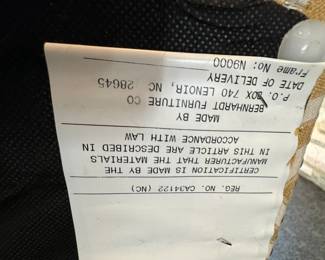 REG. NO. CA34122 (NC)
CERTIFICATION IS MADE BY THE
MANUFACTURER THAT THE MATERIALS
IN THIS ARTICLE ARE DESCRIBED IN
ACCORDANCE WITH LAW
MADE BY
BERNHARDT FURNITURE CO
P.O. BOX 740 LENOIR, NC 28645
DATE OF DELIVERY
Frame No: N9000